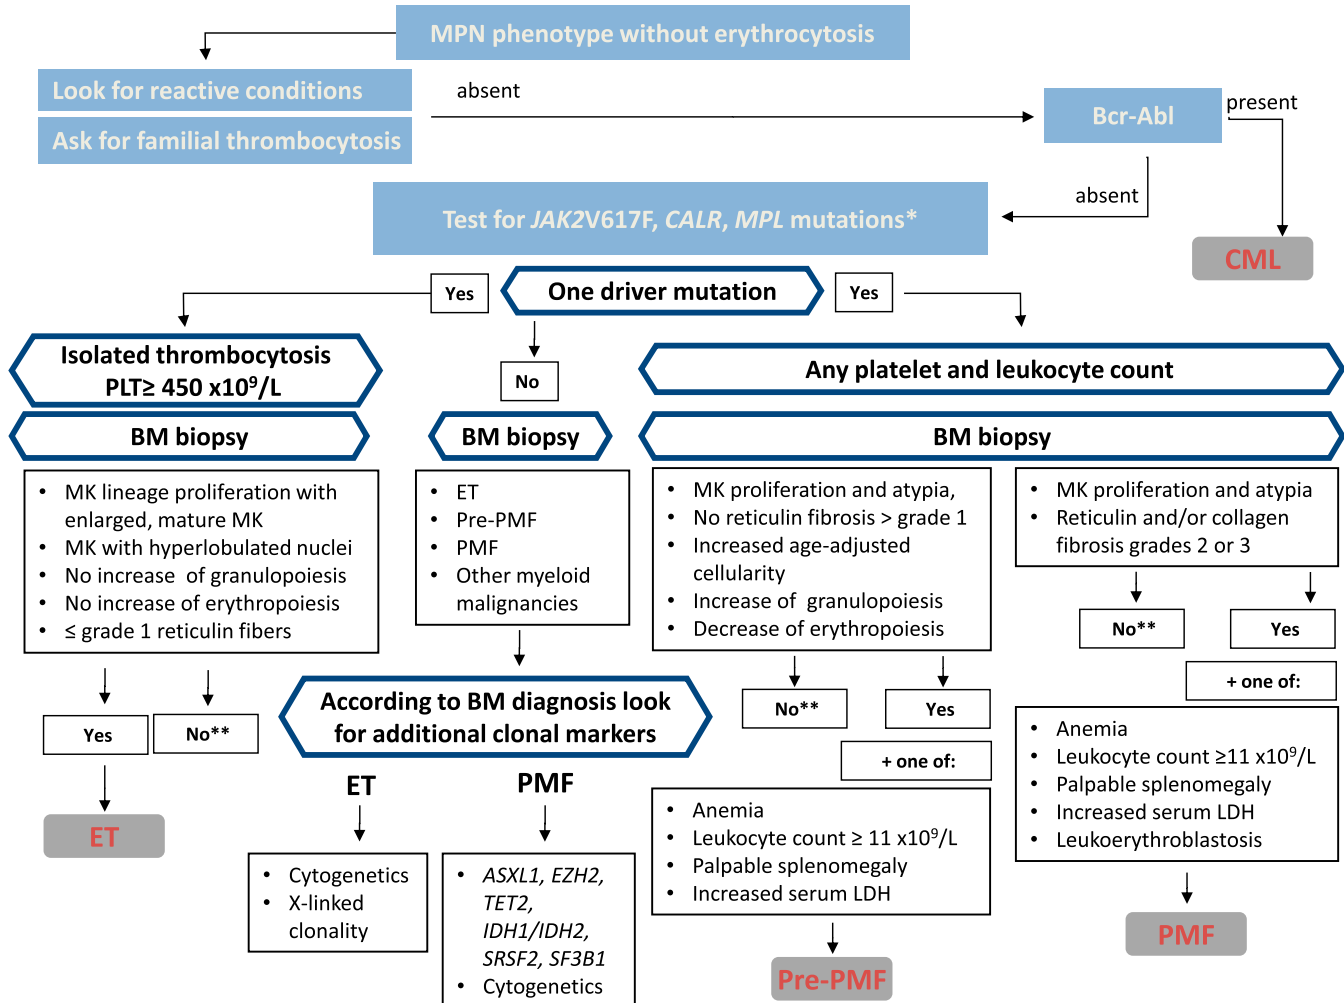 MPN phenotype without erythrocytosis
Look for reactive conditions
Ask for familial thrombocytosis
absent
Bcr-Abl
present
absent
CML
Test for JAK2V617F, CALR, MPL mutations*
Yes
One driver mutation
Yes
No
Isolated thrombocytosis
PLT≥ 450 x10⁹/L
BM biopsy
• MK lineage proliferation with
enlarged, mature MK
• MK with hyperlobulated nuclei
• No increase of granulopoiesis
• No increase of erythropoiesis
• ≤ grade 1 reticulin fibers
Yes
No**
ET
BM biopsy
• ET
• Pre-PMF
• PMF
• Other myeloid
malignancies
According to BM diagnosis look
for additional clonal markers
ET
• Cytogenetics
• X-linked
clonality
PMF
• ASXL1, EZH2,
TET2,
IDH1/IDH2,
SRSF2, SF3B1
• Cytogenetics
Any platelet and leukocyte count
BM biopsy
• MK proliferation and atypia,
• No reticulin fibrosis > grade 1
• Increased age-adjusted
cellularity
• Increase of granulopoiesis
• Decrease of erythropoiesis
No**
Yes
+ one of:
• Anemia
• Leukocyte count ≥ 11 x10⁹/L
• Palpable splenomegaly
• Increased serum LDH
Pre-PMF
• MK proliferation and atypia
• Reticulin and/or collagen
fibrosis grades 2 or 3
No**
Yes
+ one of:
• Anemia
• Leukocyte count ≥11 x10⁹/L
• Palpable splenomegaly
• Increased serum LDH
• Leukoerythroblastosis
PMF